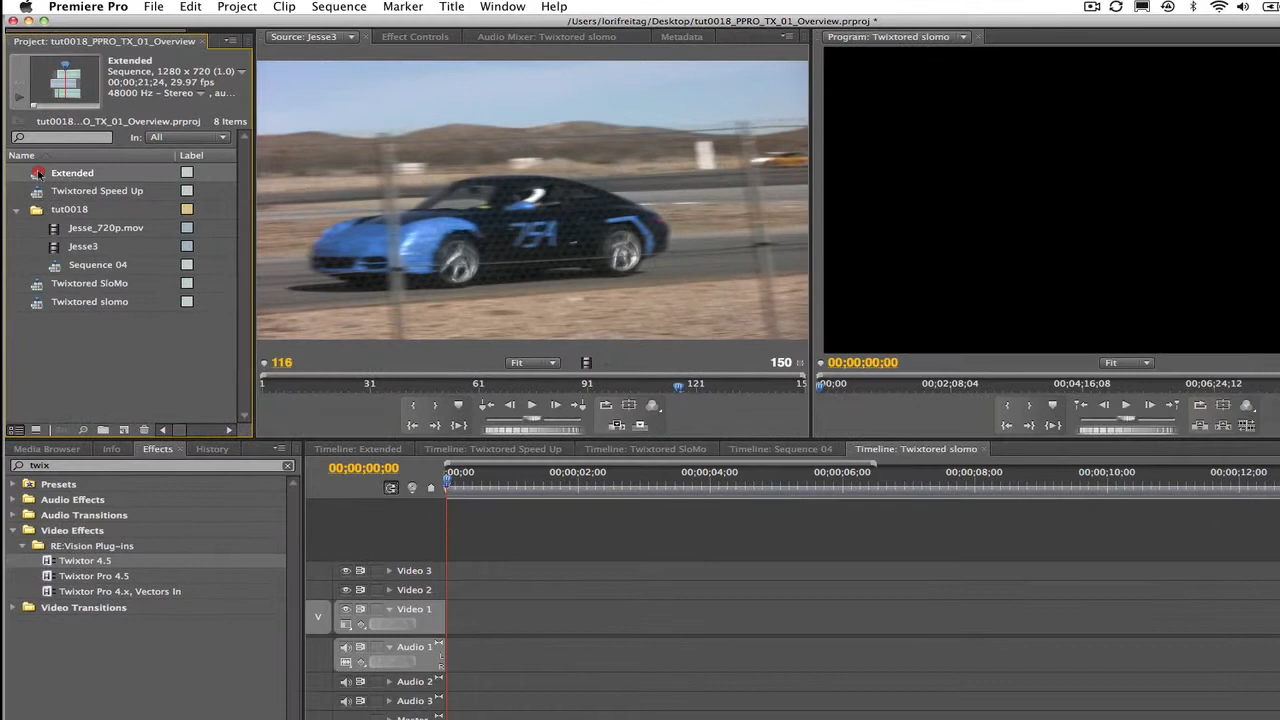 Premiere Pro File Edit Project Clip Sequence Marker Title Window Help
/Users/lorifreitag/Desktop/tut0018_PPRO_TX_01_Overview.prproj *
Project: tut0018_PPRO_TX_01_Overview
Extended
Sequence, 1280 x 720 (1.0)
00;00;21;24, 29.97 fps
48000 Hz - Stereo , au...
tut0018...O_TX_01_Overview.prproj 8 Items
In: All
Name Label
Extended
Twixtored Speed Up
tut0018
Jesse_720p.mov
Jesse3
Sequence 04
Twixtored SloMo
Twixtored slomo
Source: Jesse3 Effect Controls Audio Mixer: Twixtored slomo Metadata
754
116 Fit 150
1 31 61 91 121 15
Program: Twixtored slomo
00;00;00;00 Fit
00;00 00;02;08;04 00;04;16;08 00;06;24;12
Media Browser Info Effects History
twix
Presets
Audio Effects
Audio Transitions
Video Effects
RE:Vision Plug-ins
Twixtor 4.5
Twixtor Pro 4.5
Twixtor Pro 4.x, Vectors In
Video Transitions
Timeline: Extended Timeline: Twixtored Speed Up Timeline: Twixtored SloMo Timeline: Sequence 04 Timeline: Twixtored slomo
00;00;00;00 00;00 00;00;02;00 00;00;04;00 00;00;06;00 00;00;08;00 00;00;10;00 00;00;12;00
Video 3
Video 2
V Video 1
Audio 1
L
R
Audio 2
Audio 3